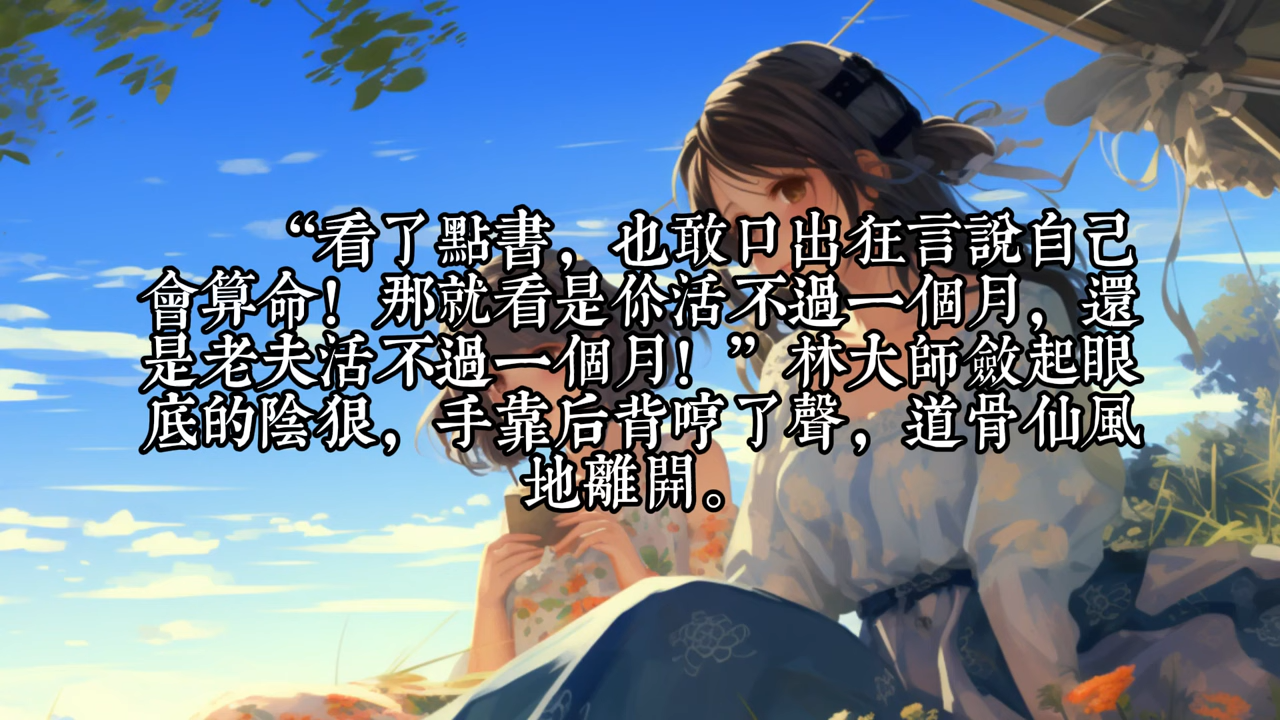 “看了點書，也敢口出狂言說自己
會算命！那就看是你活不過一個月，還
是老夫活不過一個月！”林大師斂起眼
底的陰狠，手靠后背哼了聲，道骨仙風
地離開。